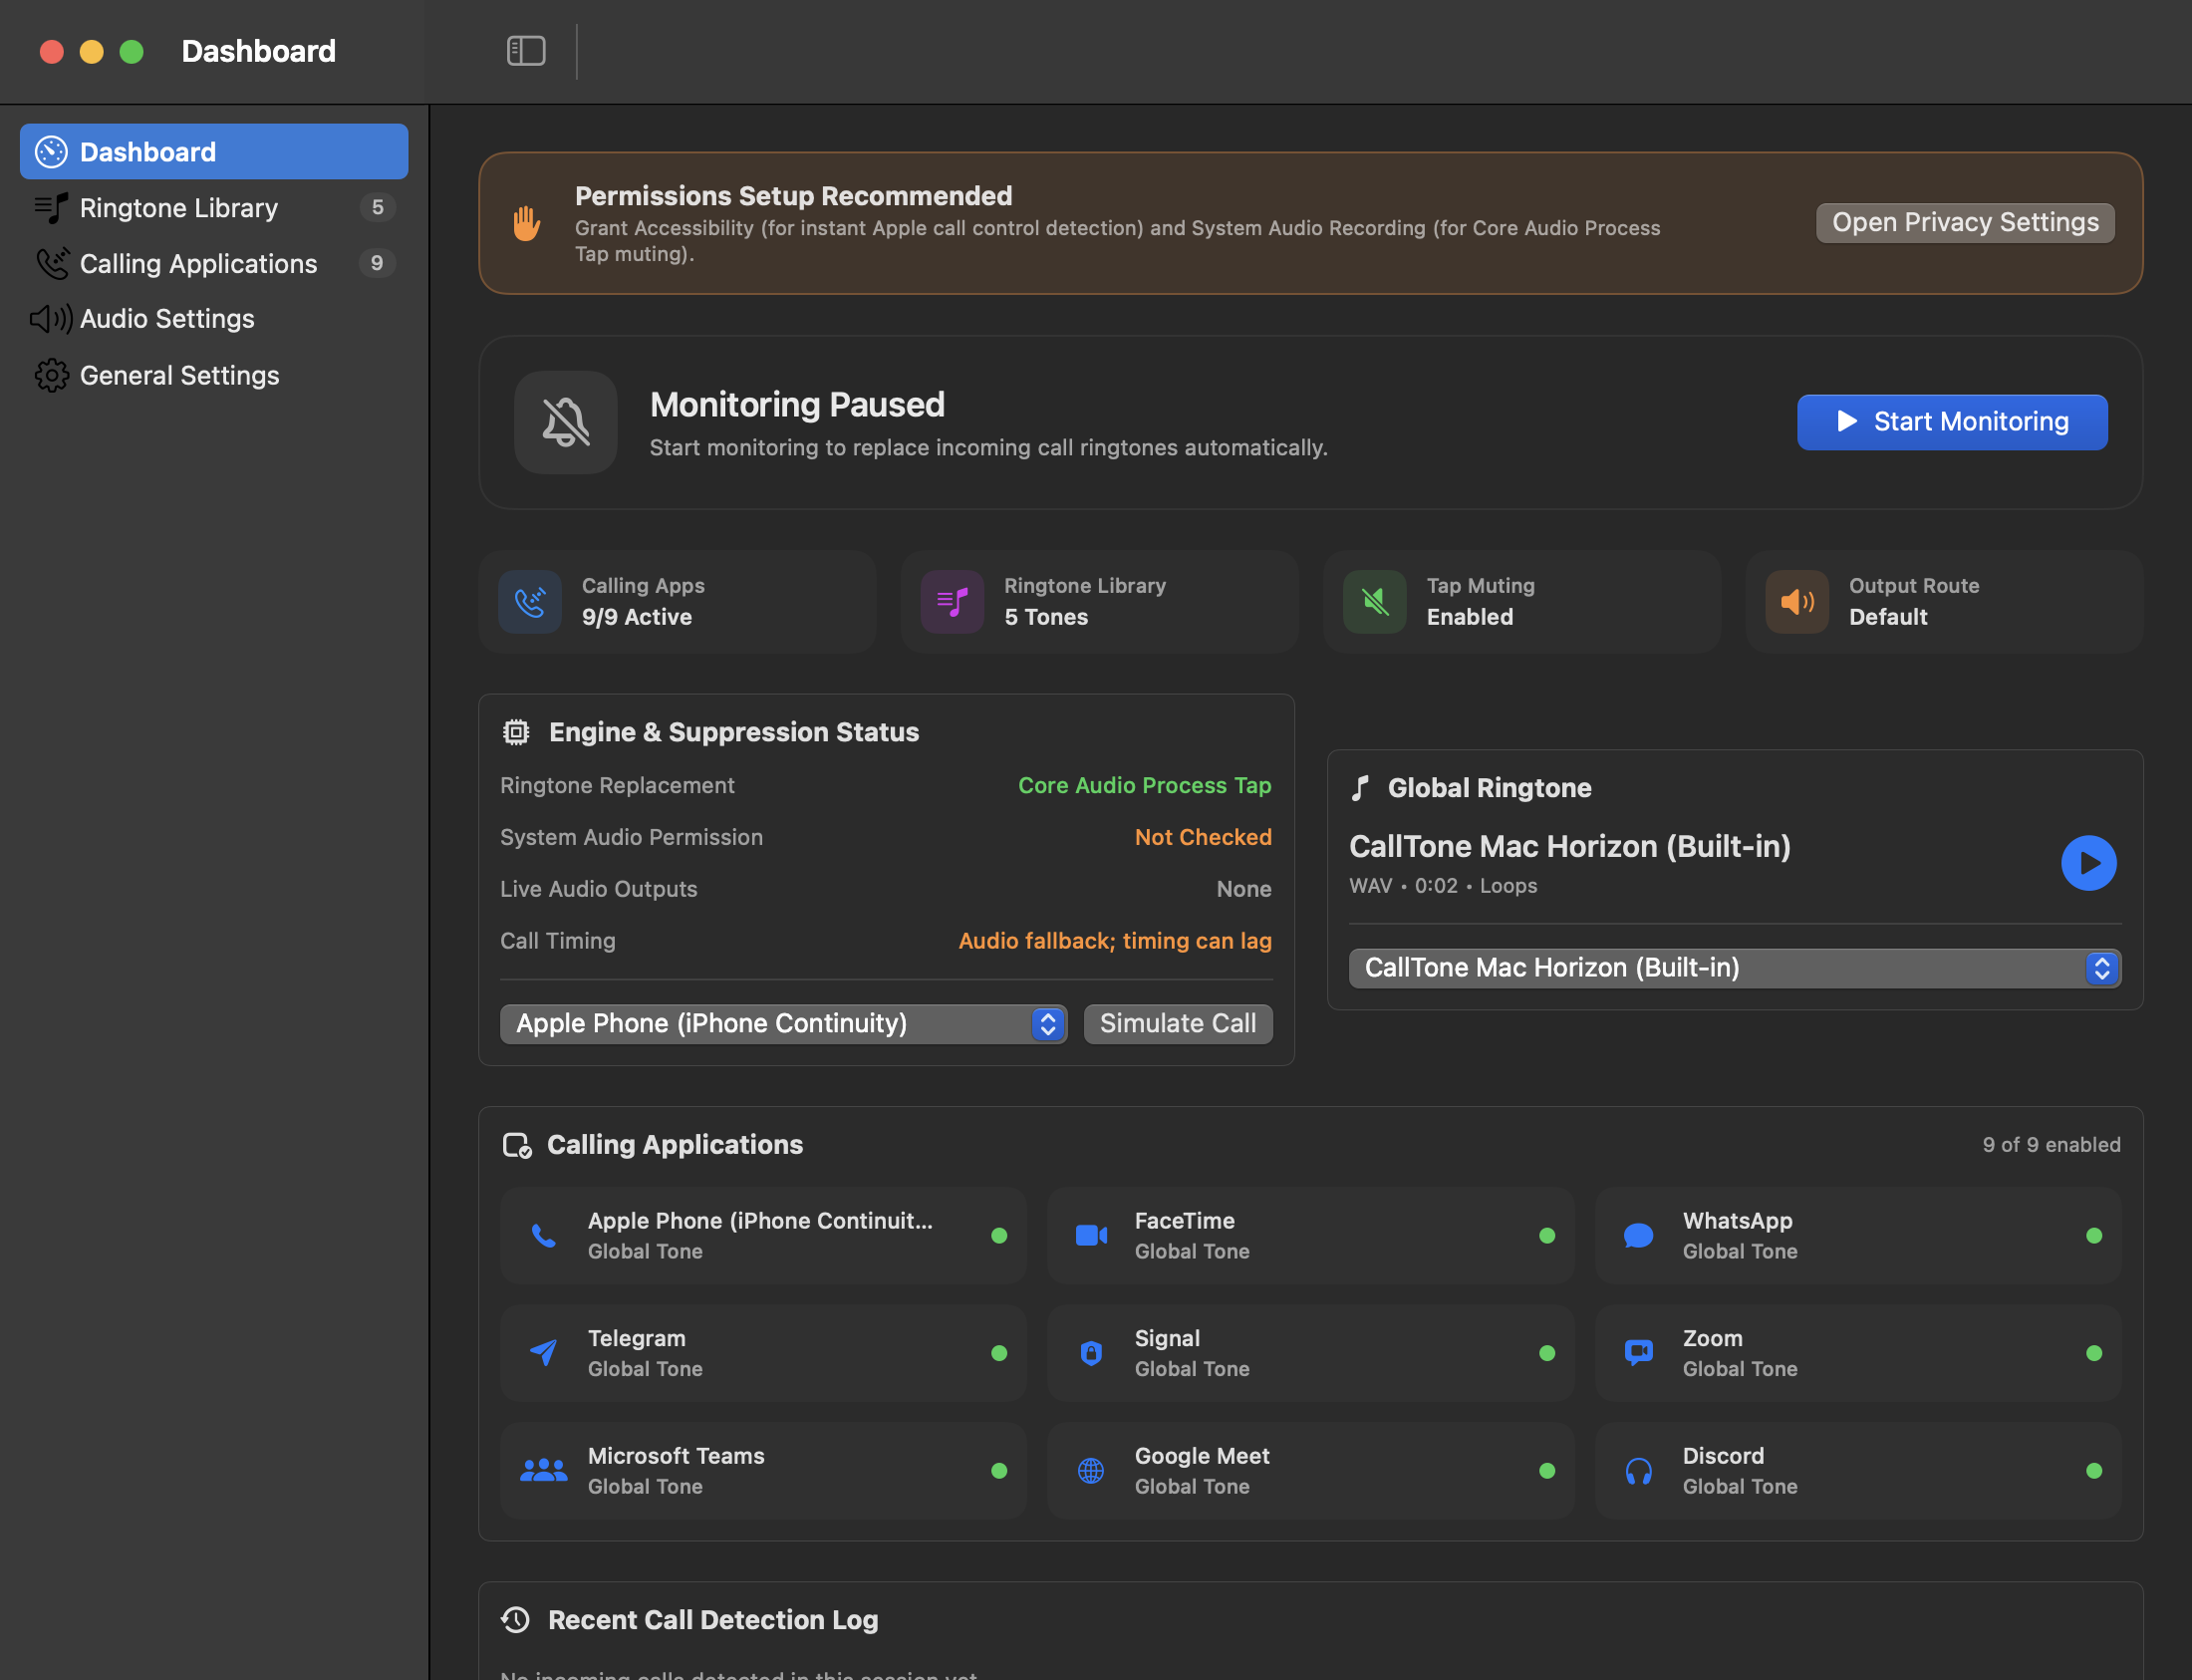 Dashboard
Dashboard
Ringtone Library 5
Calling Applications 9
Audio Settings
General Settings
Permissions Setup Recommended
Grant Accessibility (for instant Apple call control detection) and System Audio Recording (for Core Audio Process
Tap muting).
Open Privacy Settings
Monitoring Paused
Start monitoring to replace incoming call ringtones automatically.
Start Monitoring
Calling Apps
9/9 Active
Ringtone Library
5 Tones
Tap Muting
Enabled
Output Route
Default
Engine & Suppression Status
Ringtone Replacement Core Audio Process Tap
System Audio Permission Not Checked
Live Audio Outputs None
Call Timing Audio fallback; timing can lag
Apple Phone (iPhone Continuity) Simulate Call
Global Ringtone
CallTone Mac Horizon (Built-in)
WAV • 0:02 • Loops
CallTone Mac Horizon (Built-in)
Calling Applications 9 of 9 enabled
Apple Phone (iPhone Continuit...
Global Tone
FaceTime
Global Tone
WhatsApp
Global Tone
Telegram
Global Tone
Signal
Global Tone
Zoom
Global Tone
Microsoft Teams
Global Tone
Google Meet
Global Tone
Discord
Global Tone
Recent Call Detection Log
No incoming calls detected in this session yet